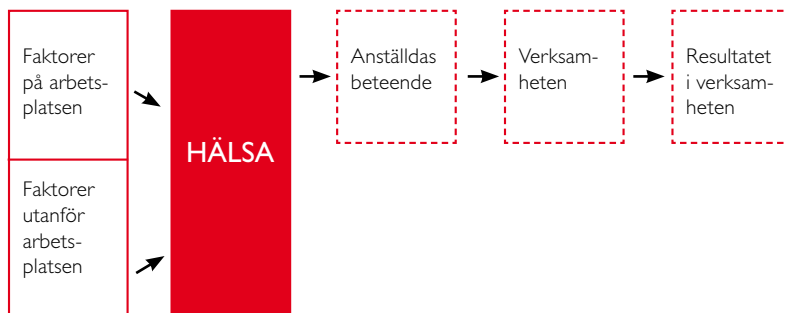 Faktorer
på arbets-
platsen
Faktorer
utanför
arbets-
platsen
HÄLSA
Anställdas
beteende
Verksam-
heten
Resultatet
i verksam-
heten